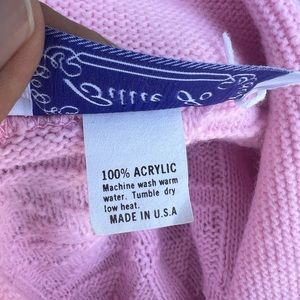 100% ACRYLIC
Machine wash warm
water. Tumble dry
low heat.
MADE IN U.S.A